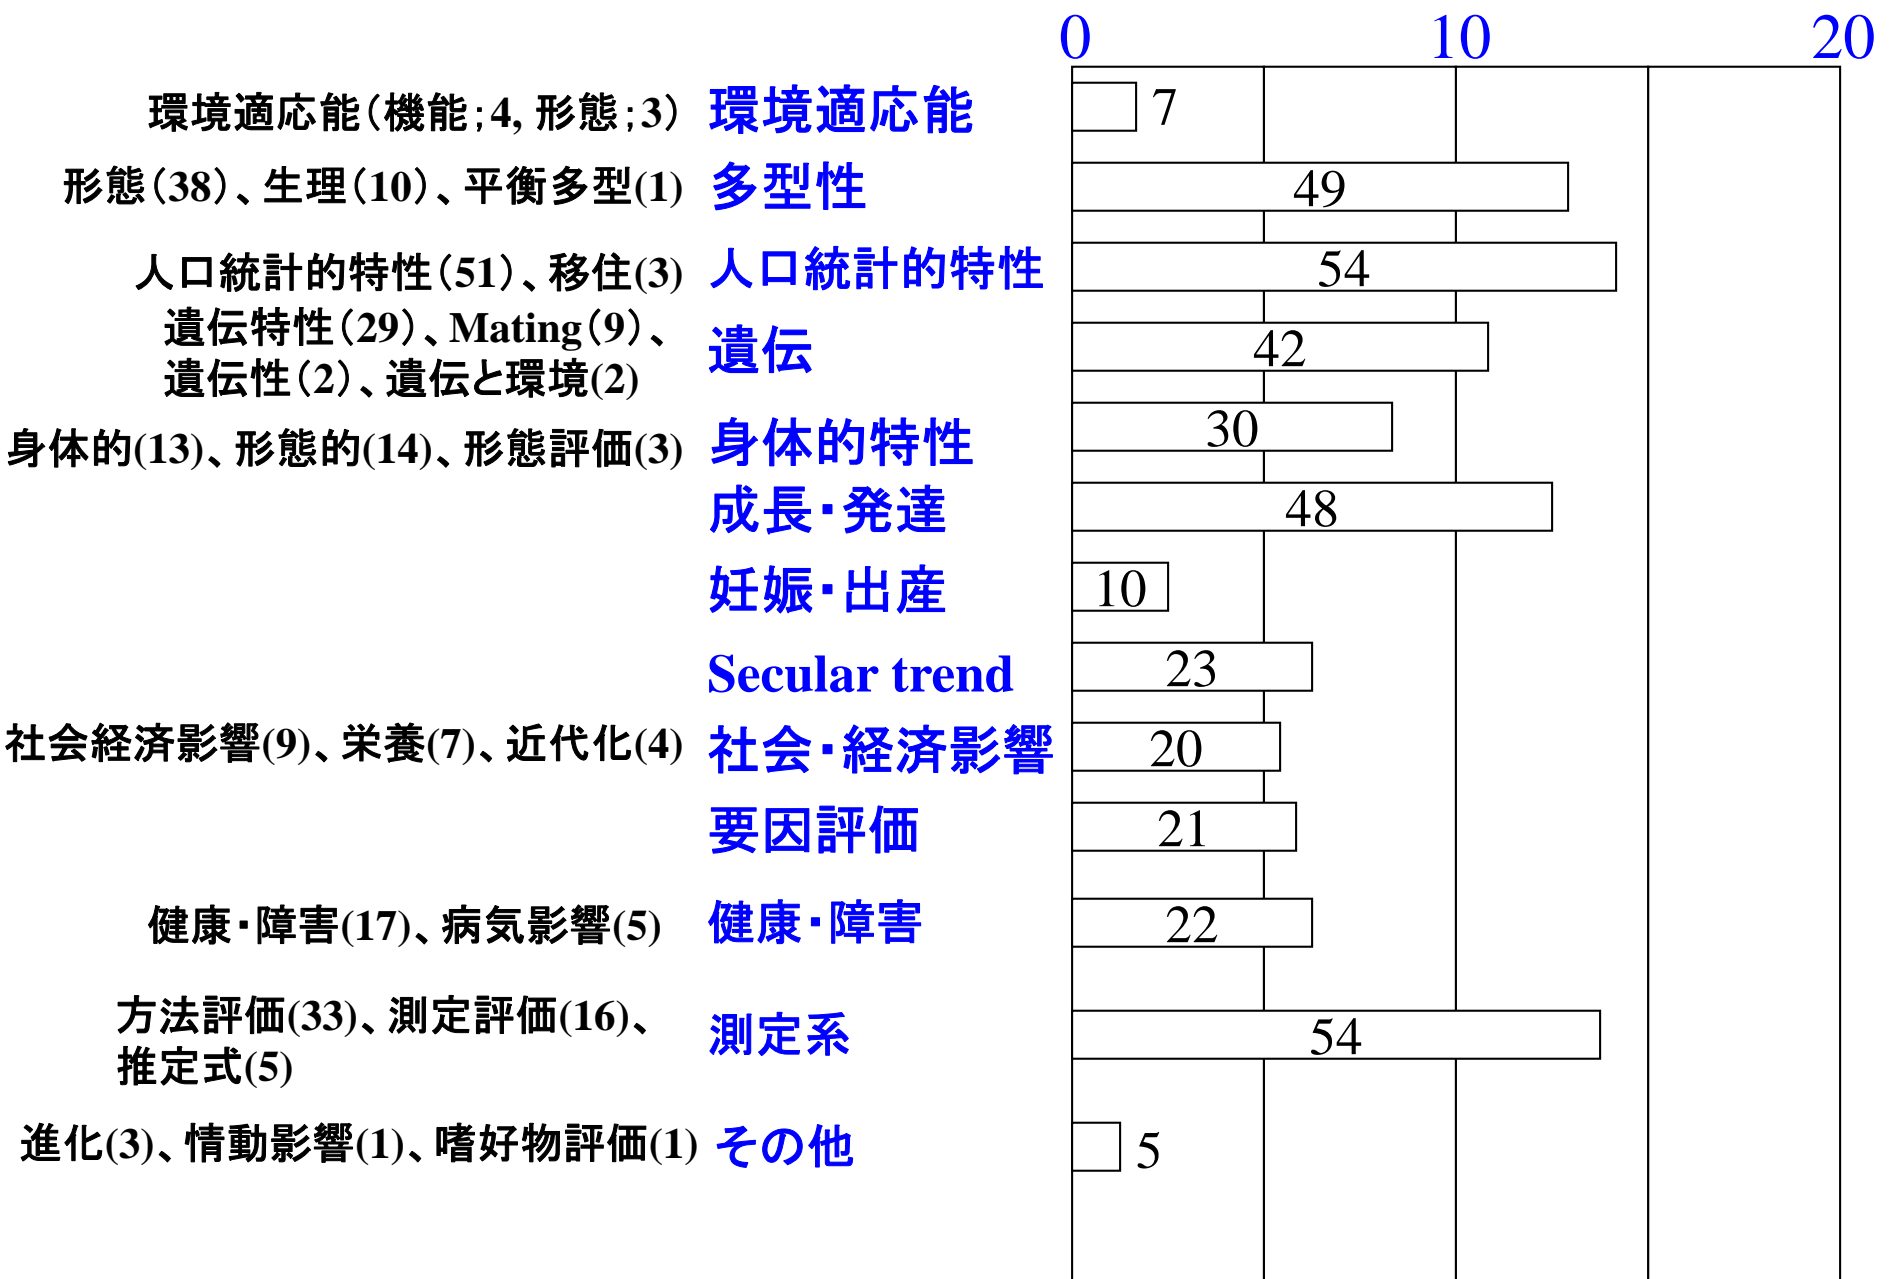 0 10 20
環境適応能（機能；4, 形態；3） 環境適応能 7
形態（38）、生理（10）、平衡多型(1) 多型性 49
人口統計的特性（51）、移住(3) 人口統計的特性 54
遺伝特性（29）、Mating（9）、
遺伝性（2）、遺伝と環境(2)
遺伝 42
身体的(13)、形態的(14)、形態評価(3) 身体的特性 30
成長・発達 48
妊娠・出産 10
Secular trend 23
社会経済影響(9)、栄養(7)、近代化(4) 社会・経済影響 20
要因評価 21
健康・障害(17)、病気影響(5) 健康・障害 22
方法評価(33)、測定評価(16)、
推定式(5)
測定系 54
進化(3)、情動影響(1)、嗜好物評価(1) その他 5